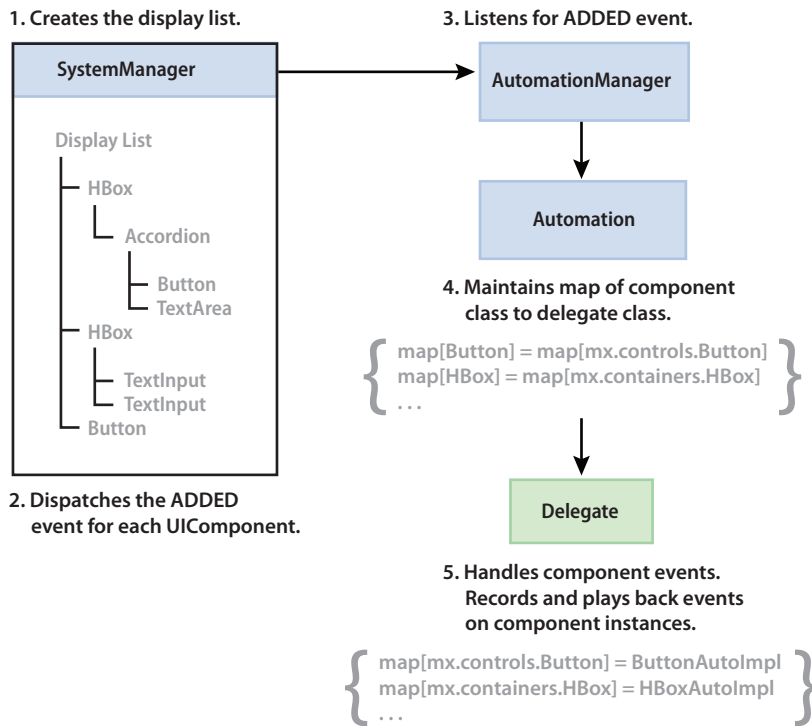 1. Creates the display list.
SystemManager
Display List
HBox
Accordion
Button
TextArea
HBox
TextInput
TextInput
Button
2. Dispatches the ADDED
event for each UIComponent.
3. Listens for ADDED event.
AutomationManager
Automation
4. Maintains map of component
class to delegate class.
{ map[Button] = map[mx.controls.Button] }
map[HBox] = map[mx.containers.HBox]
. . .
Delegate
5. Handles component events.
Records and plays back events
on component instances.
{ map[mx.controls.Button] = ButtonAutoImpl }
map[mx.containers.HBox] = HBoxAutoImpl
. . .